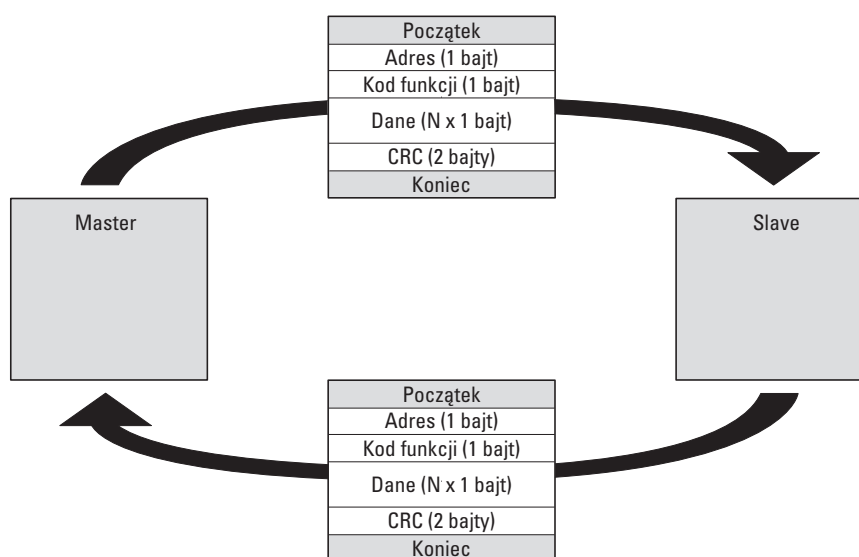 Początek
Adres (1 bajt)
Kod funkcji (1 bajt)
Dane (N x 1 bajt)
CRC (2 bajty)
Koniec
Master
Slave
Początek
Adres (1 bajt)
Kod funkcji (1 bajt)
Dane (N x 1 bajt)
CRC (2 bajty)
Koniec